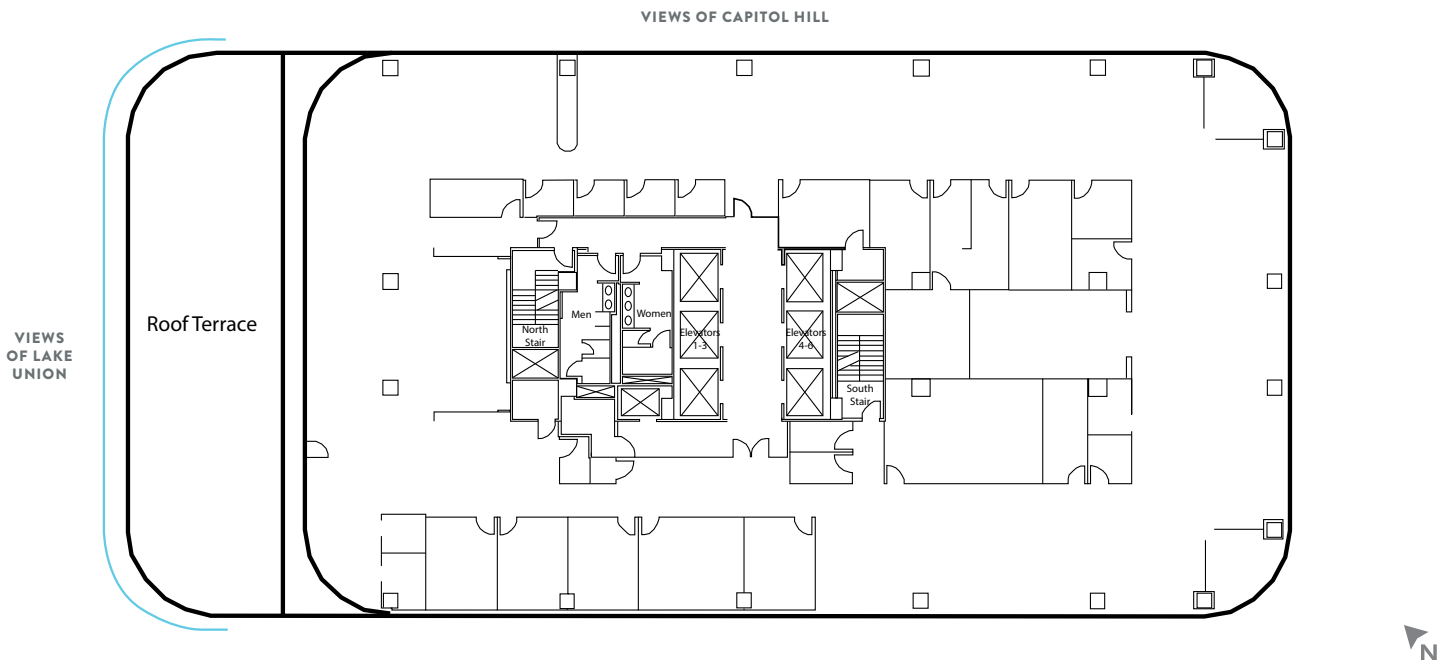 VIEWS OF CAPITOL HILL
VIEWS
OF LAKE
UNION
Roof Terrace
North
Stair
Men
Women
Elevators
1-3
Elevators
4-6
South
Stair
N